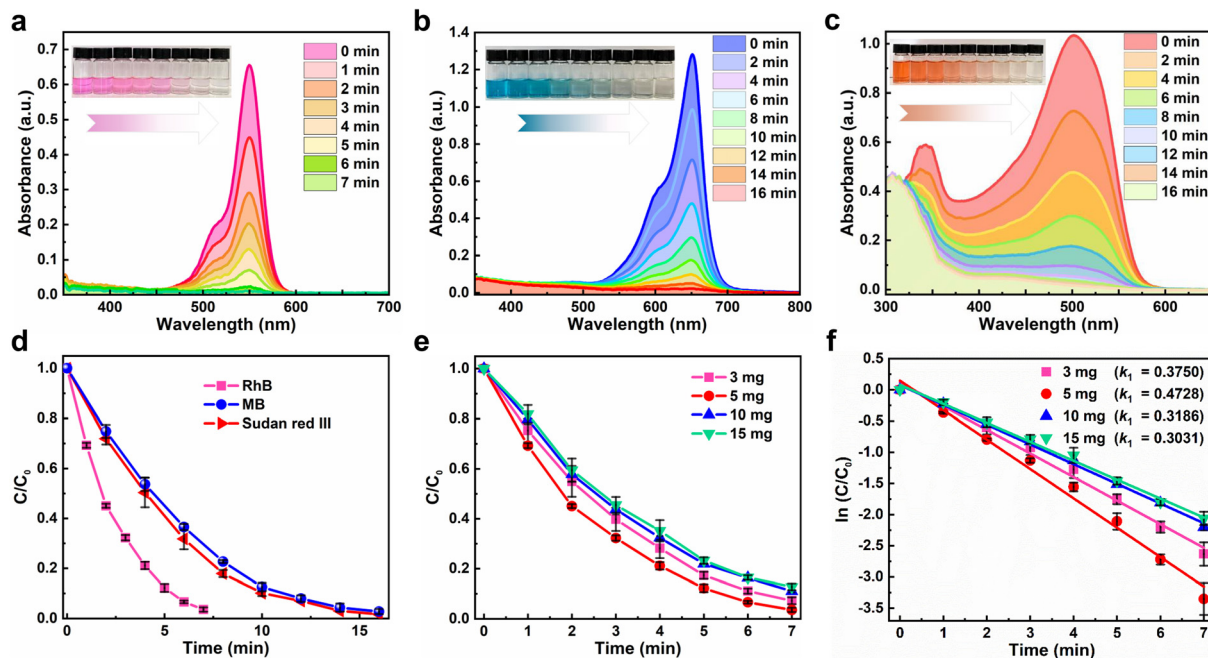 a
0.7
0.6
0.5
0.4
0.3
0.2
0.1
0.0
Absorbance (a.u.)
400
500
600
700
Wavelength (nm)
0 min
1 min
2 min
3 min
4 min
5 min
6 min
7 min
b
1.4
1.2
1.0
0.8
0.6
0.4
0.2
0.0
Absorbance (a.u.)
400
500
600
700
800
Wavelength (nm)
0 min
2 min
4 min
6 min
8 min
10 min
12 min
14 min
16 min
c
1.0
0.8
0.6
0.4
0.2
0.0
Absorbance (a.u.)
300
400
500
600
Wavelength (nm)
0 min
2 min
4 min
6 min
8 min
10 min
12 min
14 min
16 min
d
1.0
0.8
0.6
0.4
0.2
0.0
C/C₀
0
5
10
15
Time (min)
RhB
MB
Sudan red III
e
1.0
0.8
0.6
0.4
0.2
0.0
C/C₀
0
1
2
3
4
5
6
7
Time (min)
3 mg
5 mg
10 mg
15 mg
f
0.5
0.0
-0.5
-1.0
-1.5
-2.0
-2.5
-3.0
-3.5
ln (C/C₀)
0
1
2
3
4
5
6
7
Time (min)
3 mg (k₁ = 0.3750)
5 mg (k₁ = 0.4728)
10 mg (k₁ = 0.3186)
15 mg (k₁ = 0.3031)